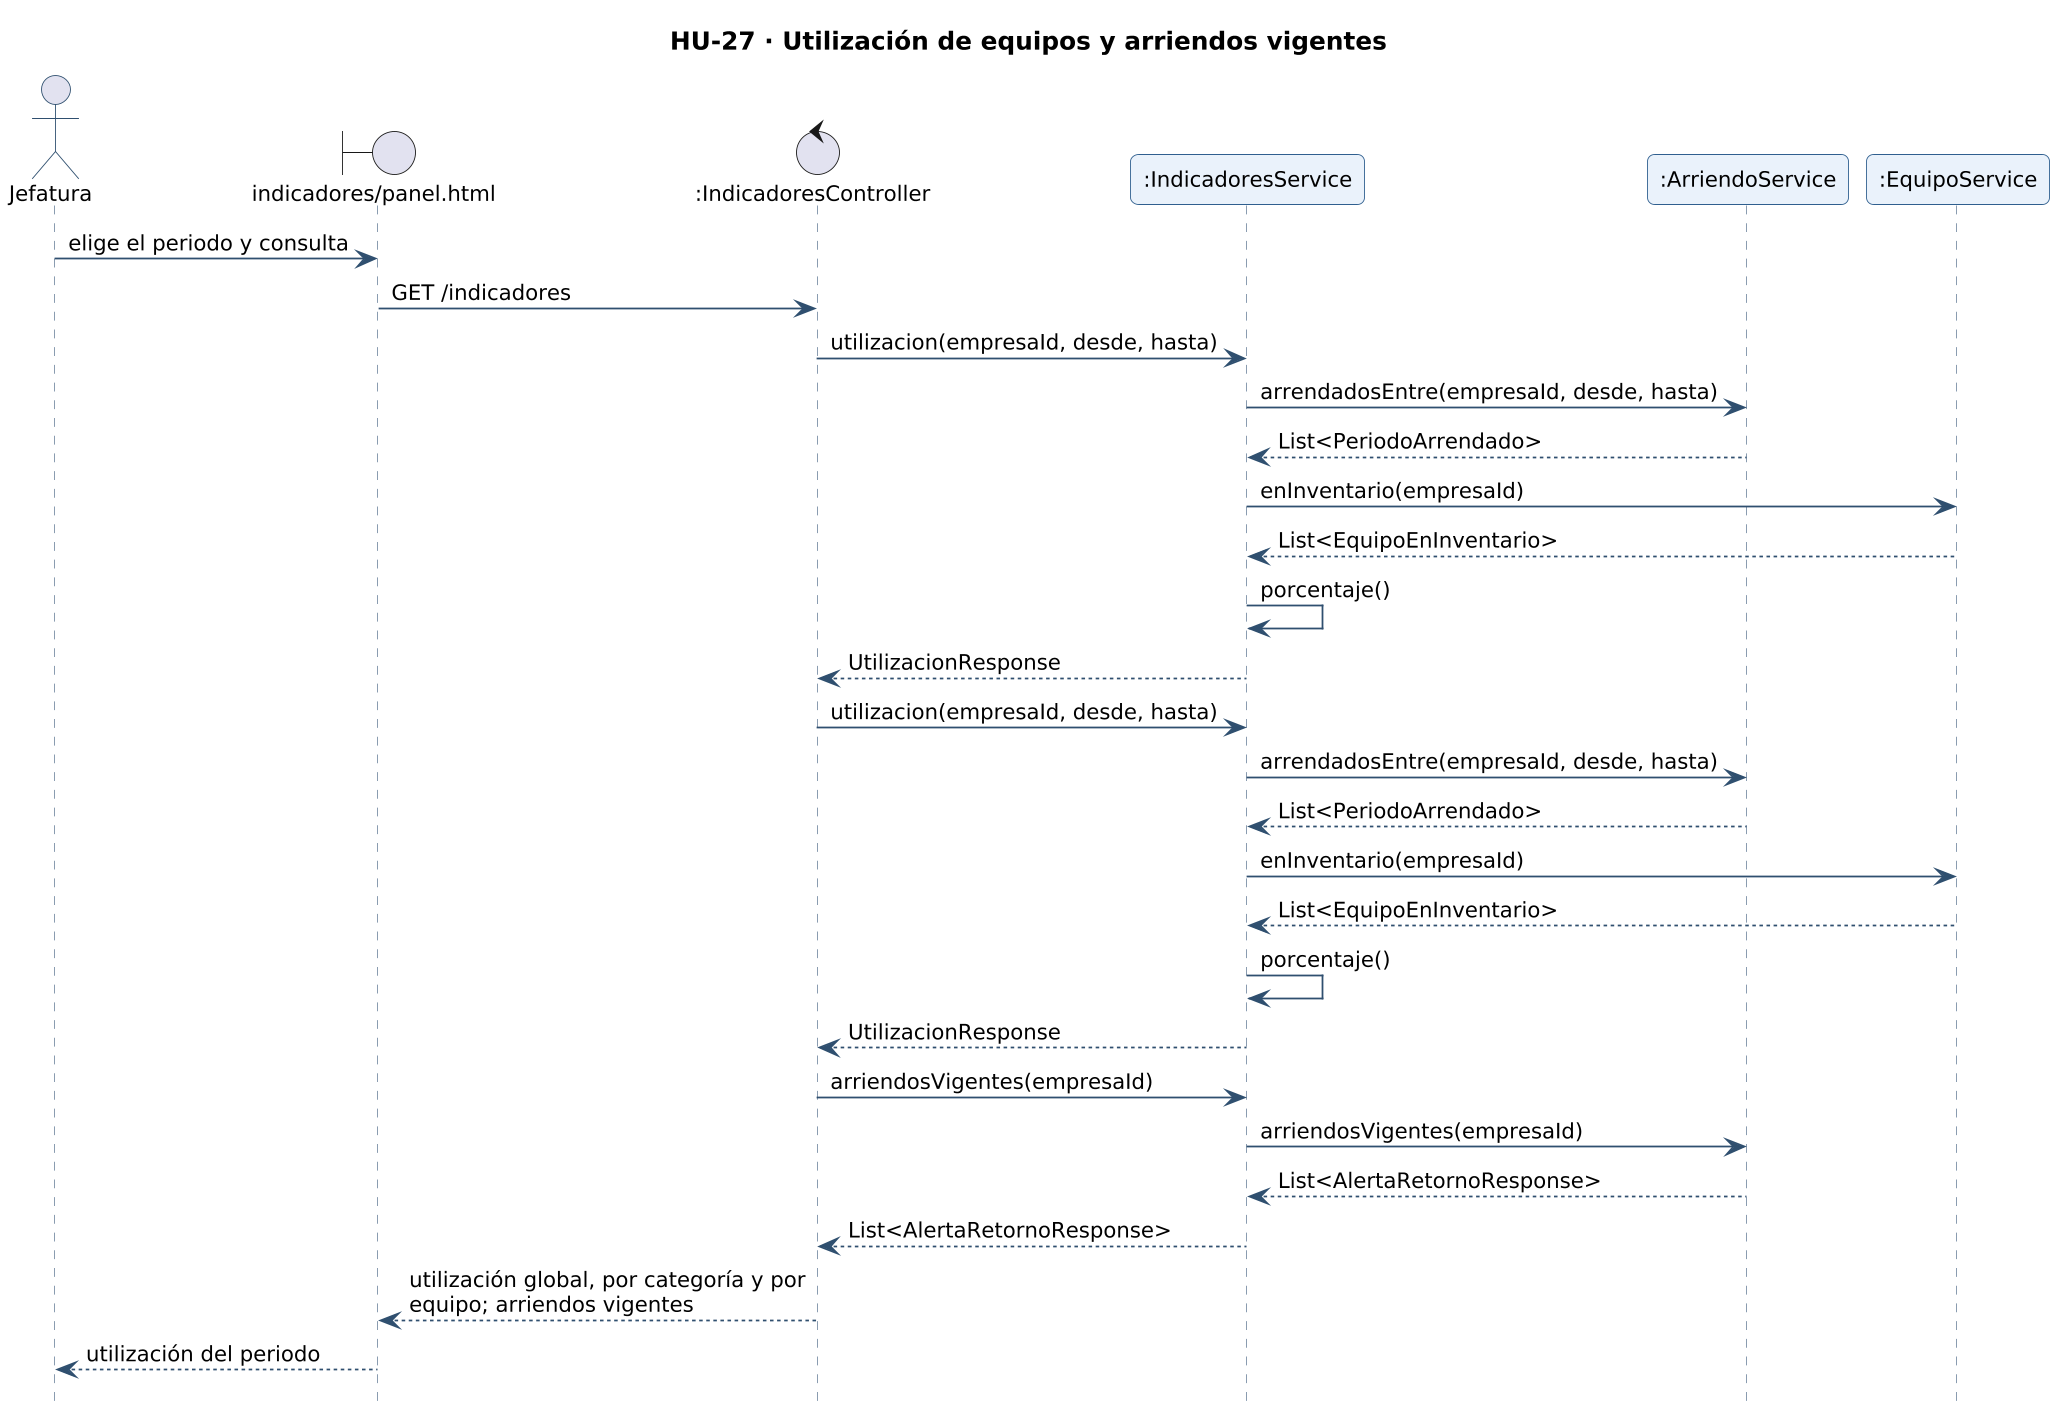 HU-27 · Utilización de equipos y arriendos vigentes
Jefatura
indicadores/panel.html
:IndicadoresController
:IndicadoresService
:ArriendoService
:EquipoService
elige el periodo y consulta
GET /indicadores
utilizacion(empresaId, desde, hasta)
arrendadosEntre(empresaId, desde, hasta)
List<PeriodoArrendado>
enInventario(empresaId)
List<EquipoEnInventario>
porcentaje()
UtilizacionResponse
utilizacion(empresaId, desde, hasta)
arrendadosEntre(empresaId, desde, hasta)
List<PeriodoArrendado>
enInventario(empresaId)
List<EquipoEnInventario>
porcentaje()
UtilizacionResponse
arriendosVigentes(empresaId)
arriendosVigentes(empresaId)
List<AlertaRetornoResponse>
List<AlertaRetornoResponse>
utilización global, por categoría y por
equipo; arriendos vigentes
utilización del periodo